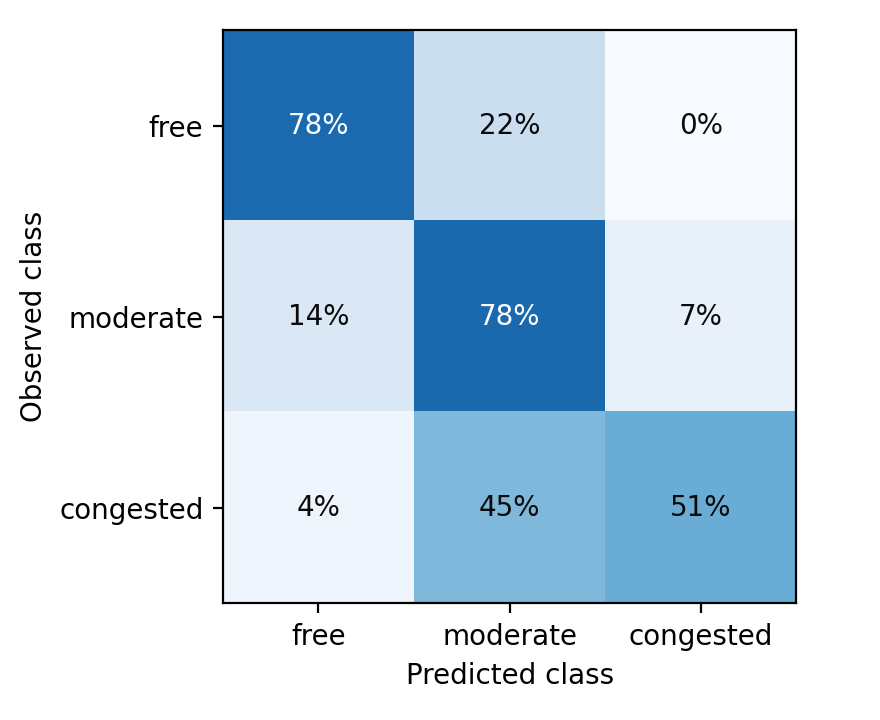 free 78% 22% 0%
moderate 14% 78% 7%
congested 4% 45% 51%
free moderate congested
Predicted class
Observed class